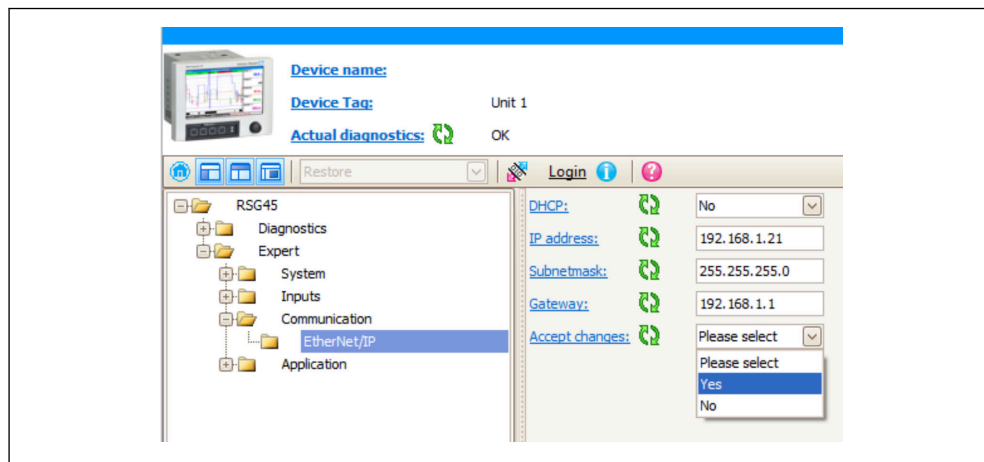 Device name:
Device Tag: Unit 1
Actual diagnostics: OK
Restore Login
RSG45
Diagnostics
Expert
System
Inputs
Communication
EtherNet/IP
Application
DHCP: No
IP address: 192.168.1.21
Subnetmask: 255.255.255.0
Gateway: 192.168.1.1
Accept changes: Please select
Please select
Yes
No